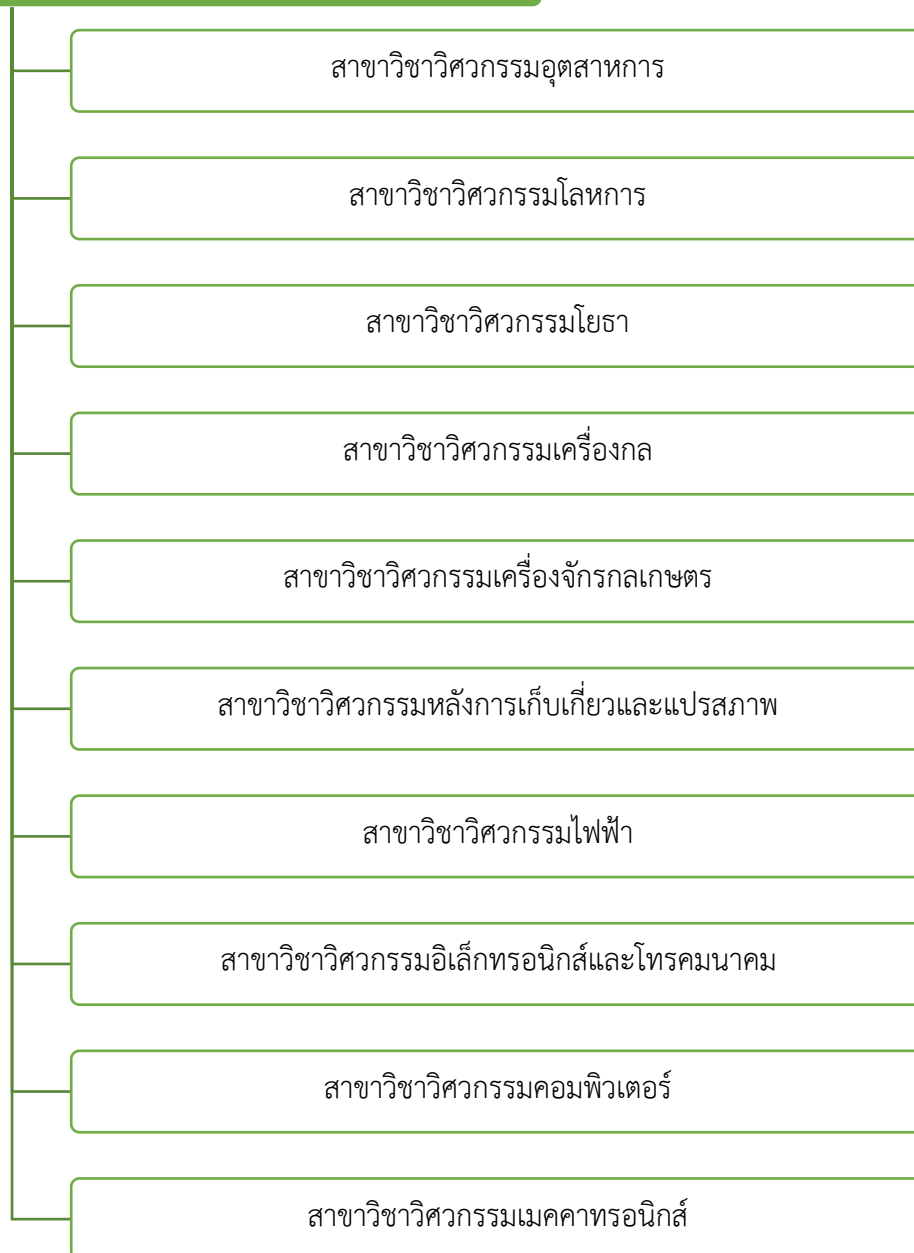 สาขาวิชาวิศวกรรมอุตสาหการ
สาขาวิชาวิศวกรรมโลหการ
สาขาวิชาวิศวกรรมโยธา
สาขาวิชาวิศวกรรมเครื่องกล
สาขาวิชาวิศวกรรมเครื่องจักรกลเกษตร
สาขาวิชาวิศวกรรมหลังการเก็บเกี่ยวและแปรสภาพ
สาขาวิชาวิศวกรรมไฟฟ้า
สาขาวิชาวิศวกรรมอิเล็กทรอนิกส์และโทรคมนาคม
สาขาวิชาวิศวกรรมคอมพิวเตอร์
สาขาวิชาวิศวกรรมเมคคาทรอนิกส์